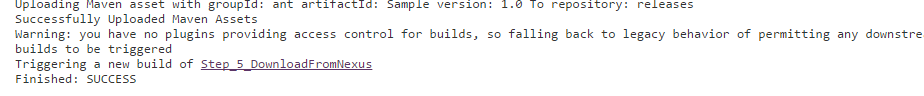 Uploading Maven asset with groupId: ant artifactId: Sample version: 1.0 To repository: releases
Successfully Uploaded Maven Assets
Warning: you have no plugins providing access control for builds, so falling back to legacy behavior of permitting any downstre
builds to be triggered
Triggering a new build of Step_5_DownloadFromNexus
Finished: SUCCESS